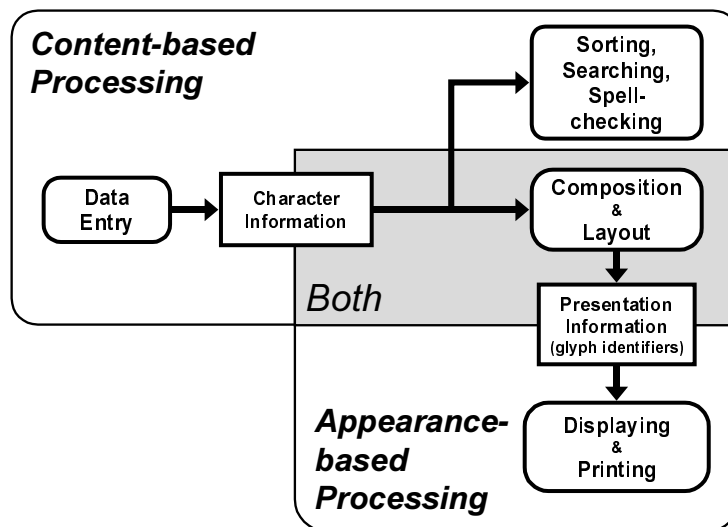 Content-based
Processing
Sorting,
Searching,
Spell-
checking
Data
Entry
Character
Information
Composition
&
Layout
Both
Presentation
Information
(glyph identifiers)
Appearance-
based
Processing
Displaying
&
Printing